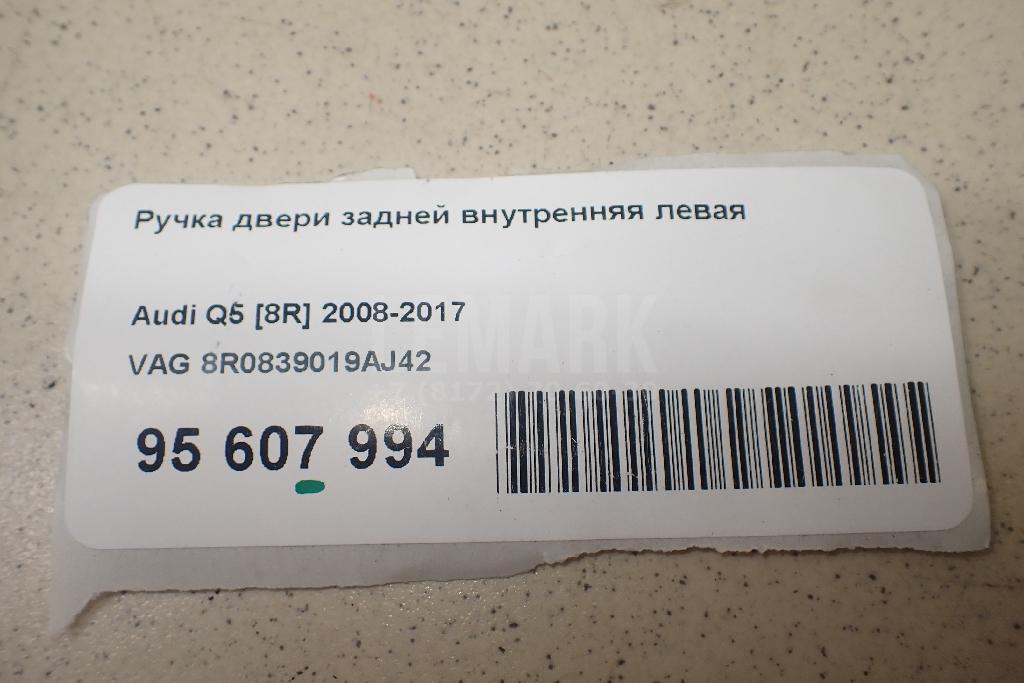 Ручка двери задней внутренняя левая
Audi Q5 [8R] 2008-2017
VAG 8R0839019AJ42
95 607 994